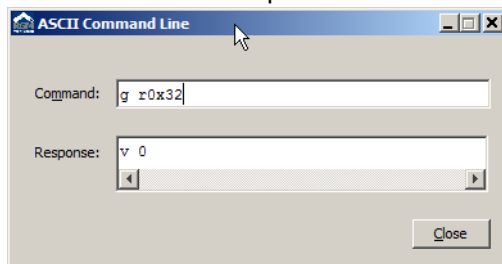 ASCII Command Line
Command: g r0x32
Response: v 0
Close